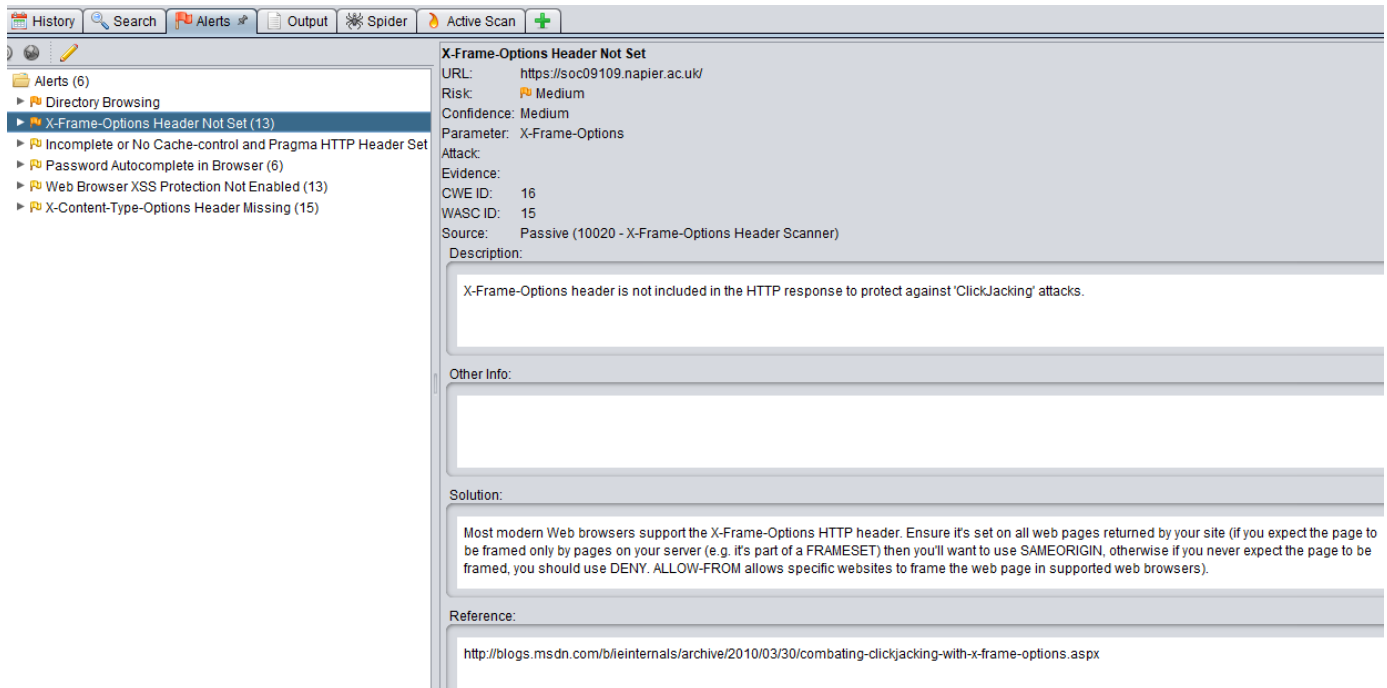 History Search Alerts Output Spider Active Scan
Alerts (6)
Directory Browsing
X-Frame-Options Header Not Set (13)
Incomplete or No Cache-control and Pragma HTTP Header Set
Password Autocomplete in Browser (6)
Web Browser XSS Protection Not Enabled (13)
X-Content-Type-Options Header Missing (15)
X-Frame-Options Header Not Set
URL: https://soc09109.napier.ac.uk/
Risk: Medium
Confidence: Medium
Parameter: X-Frame-Options
Attack:
Evidence:
CWE ID: 16
WASC ID: 15
Source: Passive (10020 - X-Frame-Options Header Scanner)
Description:
X-Frame-Options header is not included in the HTTP response to protect against 'ClickJacking' attacks.
Other Info:
Solution:
Most modern Web browsers support the X-Frame-Options HTTP header. Ensure it's set on all web pages returned by your site (if you expect the page to
be framed only by pages on your server (e.g. it's part of a FRAMESET) then you'll want to use SAMEORIGIN, otherwise if you never expect the page to be
framed, you should use DENY. ALLOW-FROM allows specific websites to frame the web page in supported web browsers).
Reference:
http://blogs.msdn.com/b/ieinternals/archive/2010/03/30/combating-clickjacking-with-x-frame-options.aspx